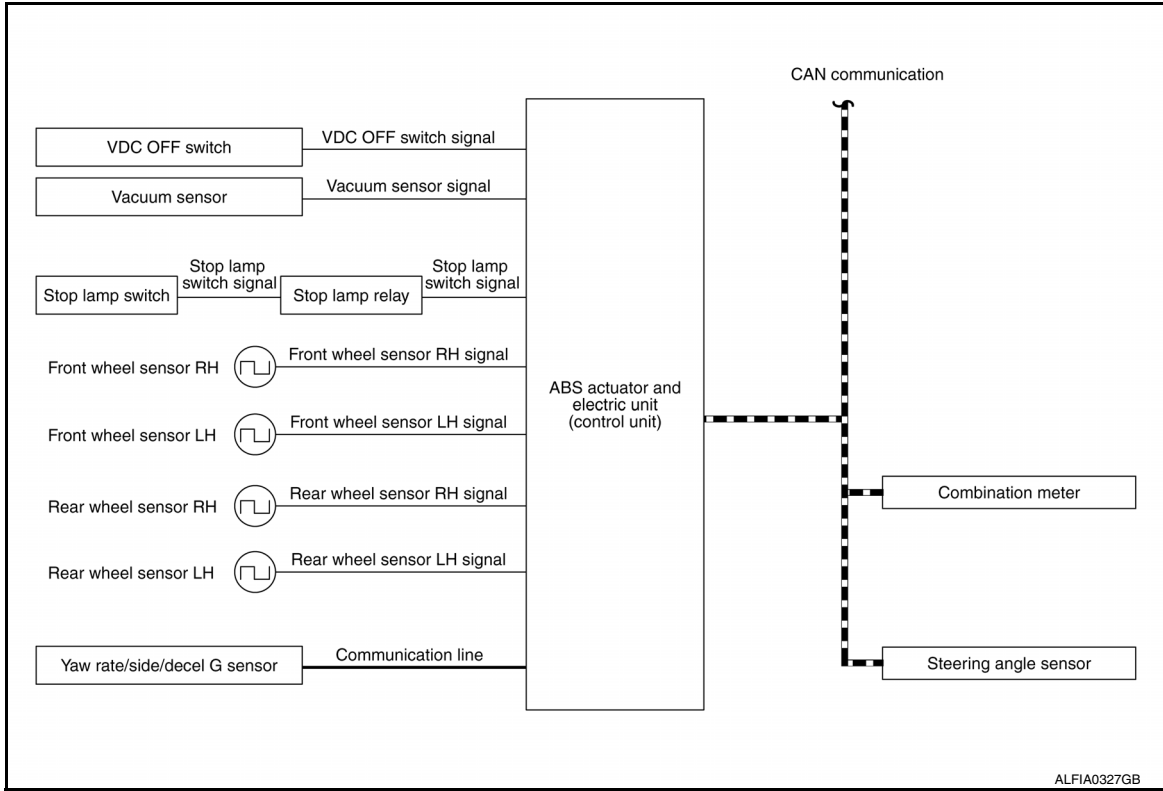 CAN communication
VDC OFF switch
VDC OFF switch signal
Vacuum sensor
Vacuum sensor signal
Stop lamp switch
Stop lamp
switch signal
Stop lamp relay
Stop lamp
switch signal
Front wheel sensor RH
Front wheel sensor RH signal
Front wheel sensor LH
Front wheel sensor LH signal
Rear wheel sensor RH
Rear wheel sensor RH signal
Rear wheel sensor LH
Rear wheel sensor LH signal
Yaw rate/side/decel G sensor
Communication line
ABS actuator and
electric unit
(control unit)
Combination meter
Steering angle sensor
ALFIA0327GB